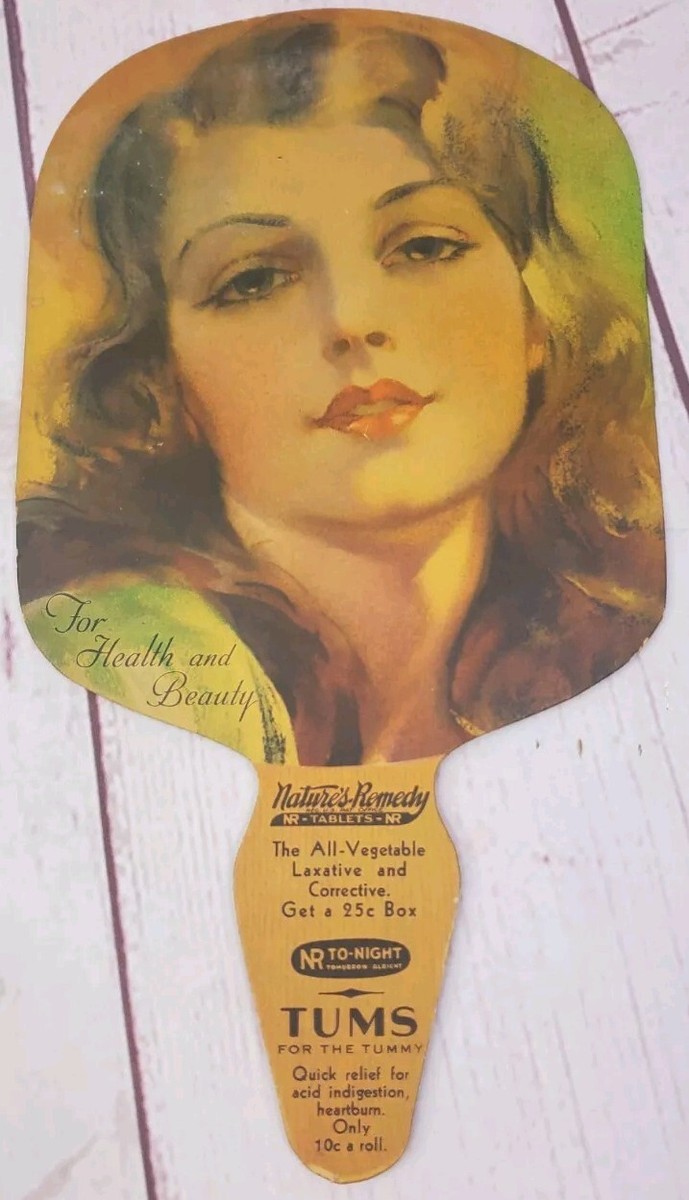 For
Health and
Beauty
Nature's Remedy
NR-TABLETS-NR
The All-Vegetable
Laxative and
Corrective.
Get a 25c Box
NR TO-NIGHT
TOMORROW ALRIGHT
TUMS
FOR THE TUMMY
Quick relief for
acid indigestion,
heartburn.
Only
10c a roll.